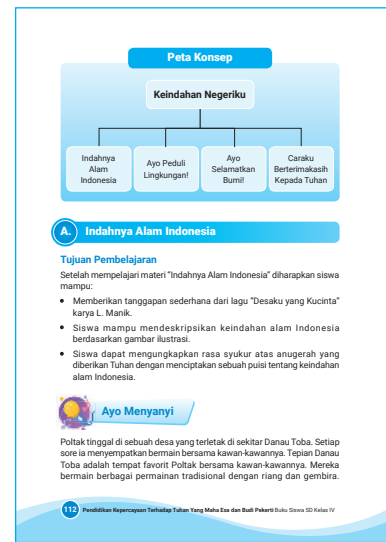 Peta Konsep
Keindahan Negeriku
Indahnya
Alam
Indonesia
Ayo Peduli
Lingkungan!
Ayo
Selamatkan
Bumi!
Caraku
Berterimakasih
Kepada Tuhan
A. Indahnya Alam Indonesia
Tujuan Pembelajaran
Setelah mempelajari materi “Indahnya Alam Indonesia” diharapkan siswa
mampu:
• Memberikan tanggapan sederhana dari lagu “Desaku yang Kucinta”
karya L. Manik.
• Siswa mampu mendeskripsikan keindahan alam Indonesia
berdasarkan gambar ilustrasi.
• Siswa dapat mengungkapkan rasa syukur atas anugerah yang
diberikan Tuhan dengan menciptakan sebuah puisi tentang keindahan
alam Indonesia.
Ayo Menyanyi
Poltak tinggal di sebuah desa yang terletak di sekitar Danau Toba. Setiap
sore ia menyempatkan bermain bersama kawan-kawannya. Tepian Danau
Toba adalah tempat favorit Poltak bersama kawan-kawannya. Mereka
bermain berbagai permainan tradisional dengan riang dan gembira.
112 Pendidikan Kepercayaan Terhadap Tuhan Yang Maha Esa dan Budi Pekerti Buku Siswa SD Kelas IV